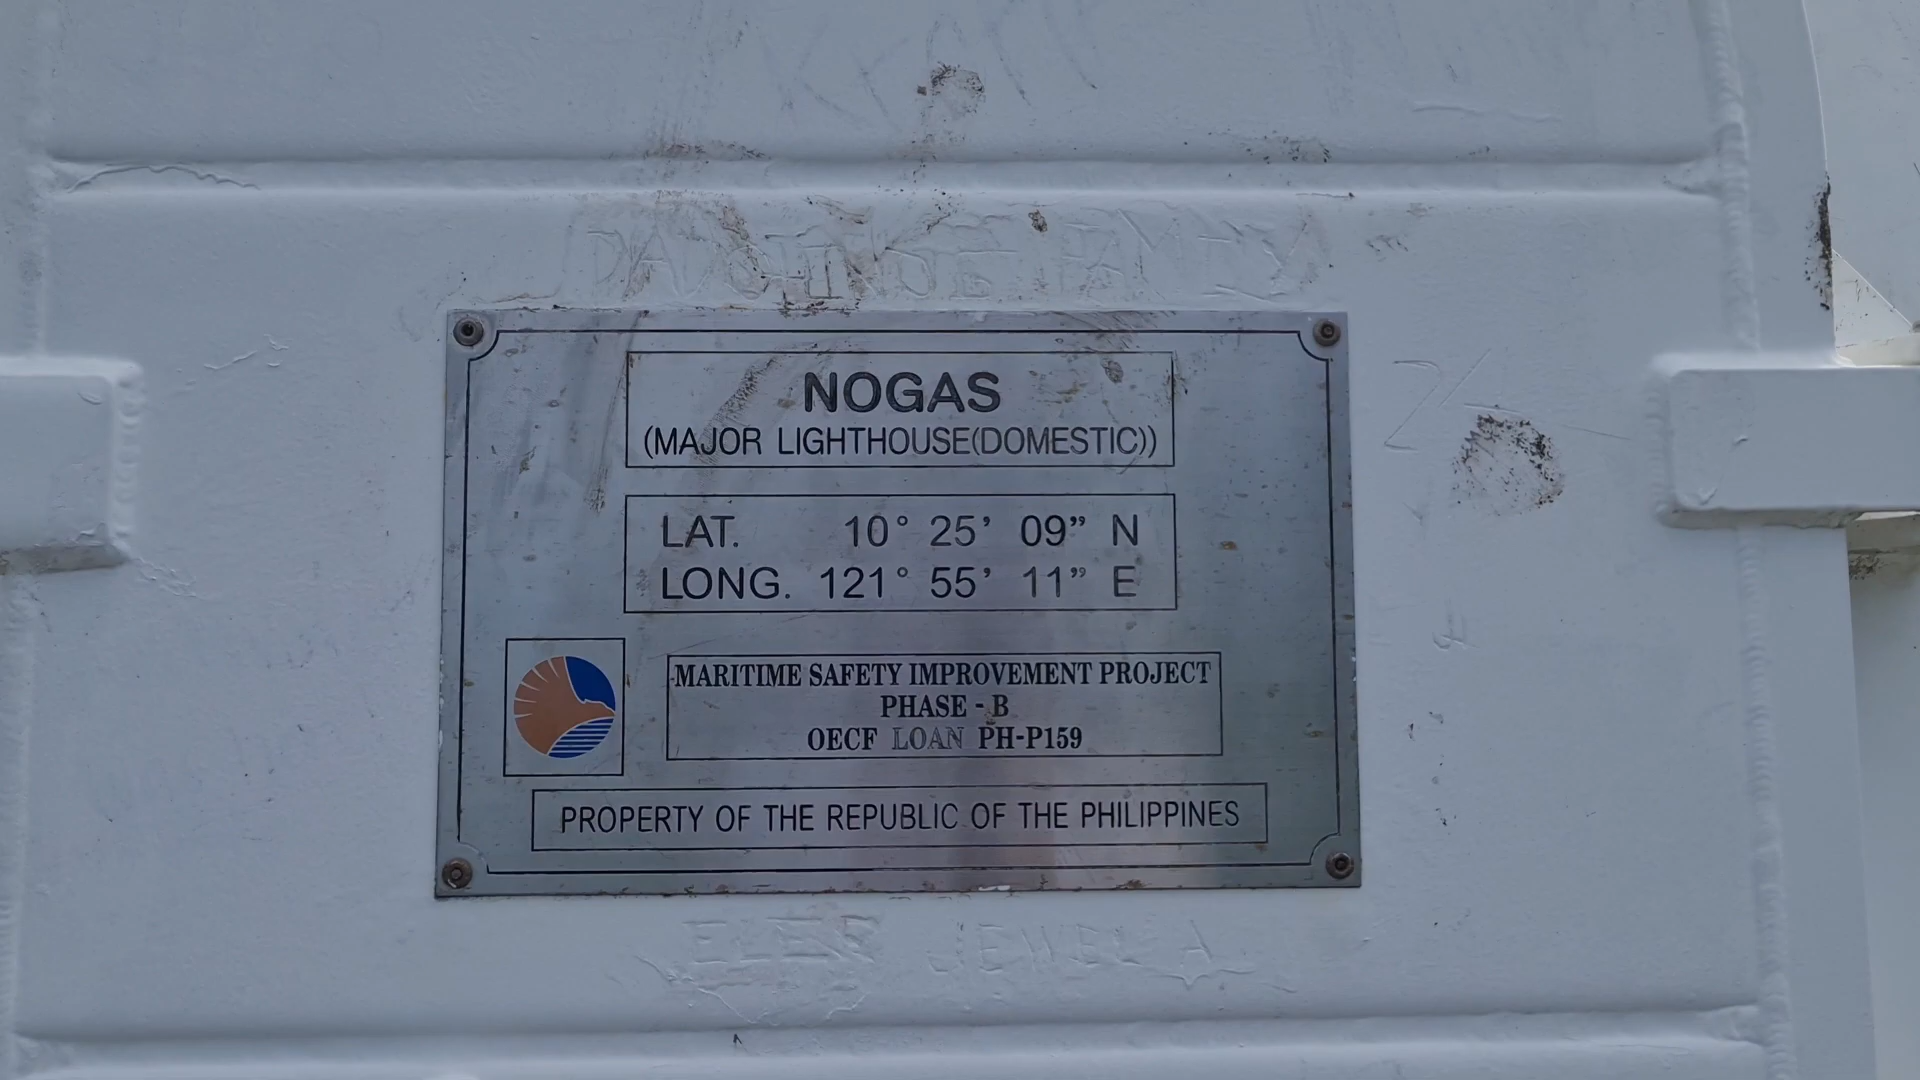 NOGAS
(MAJOR LIGHTHOUSE(DOMESTIC))
LAT. 10° 25’ 09” N
LONG. 121° 55’ 11” E
MARITIME SAFETY IMPROVEMENT PROJECT
PHASE - B
OECF LOAN PH-P159
PROPERTY OF THE REPUBLIC OF THE PHILIPPINES